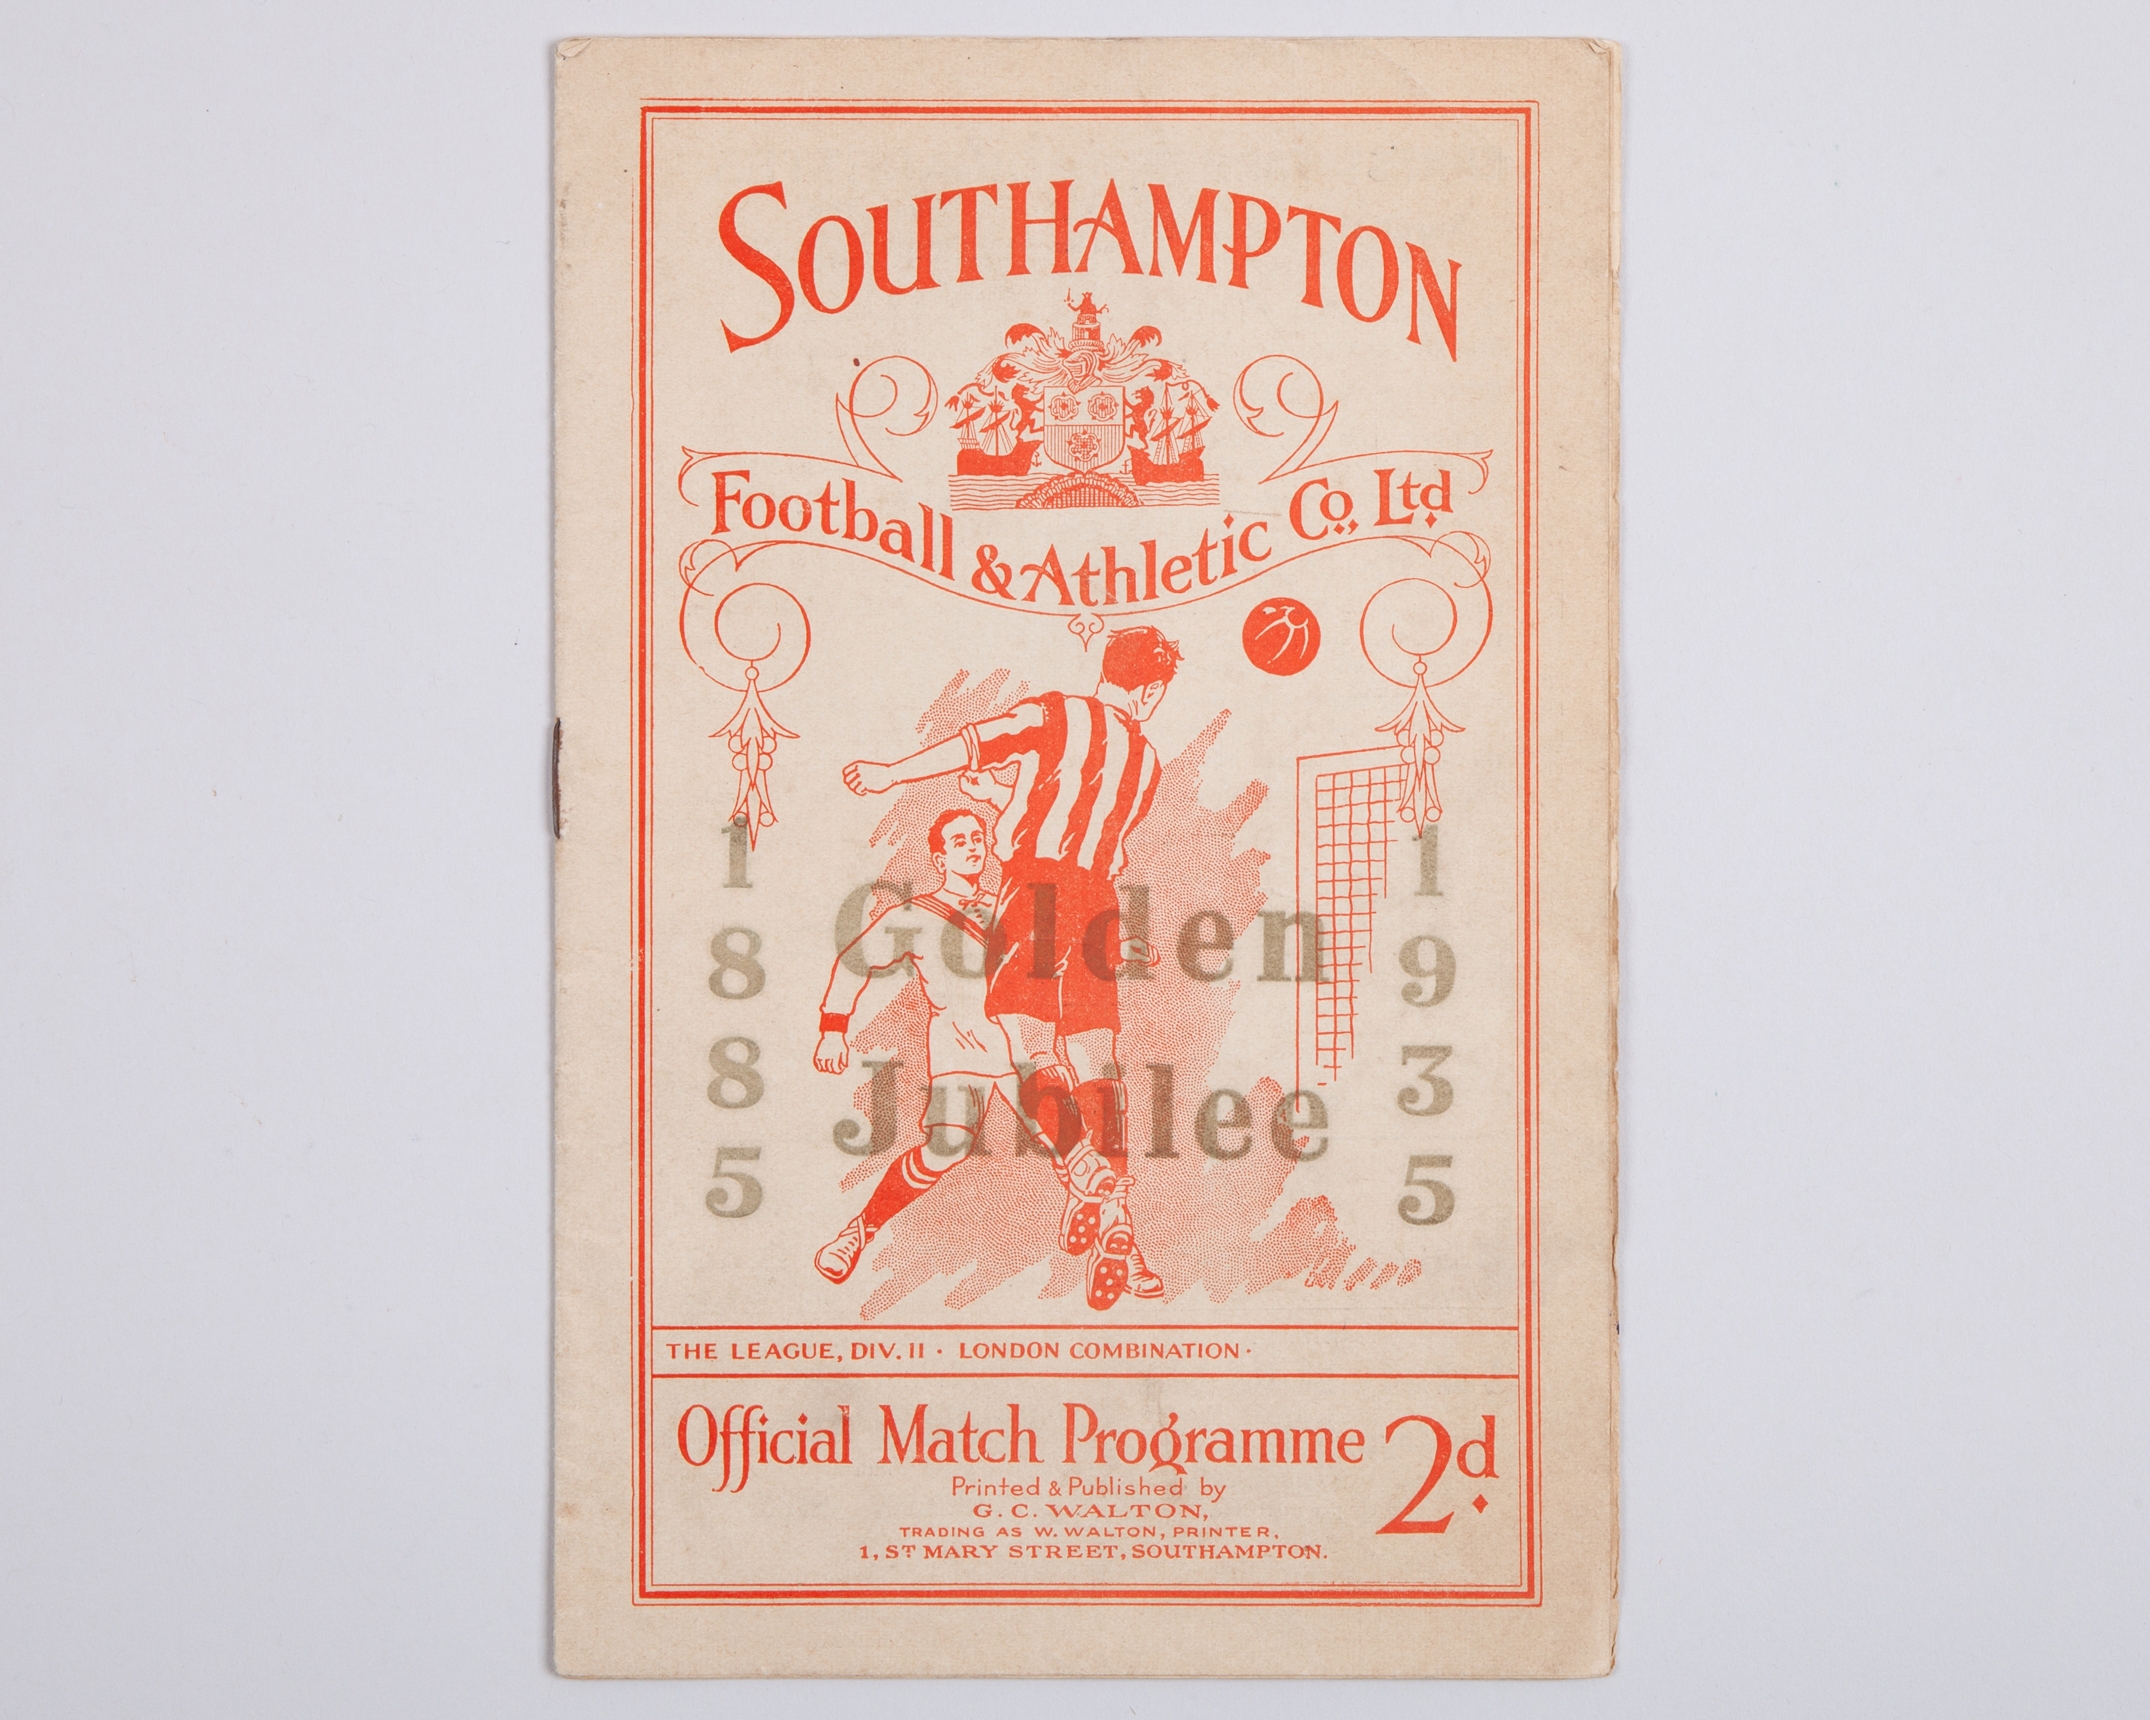 SOUTHAMPTON
Football & Athletic Co. Ltd
1885
1935
Golden
Jubilee
THE LEAGUE, DIV. II · LONDON COMBINATION ·
Official Match Programme 2d.
Printed & Published by
G. C. WALTON,
TRADING AS W. WALTON, PRINTER,
1, ST MARY STREET, SOUTHAMPTON.